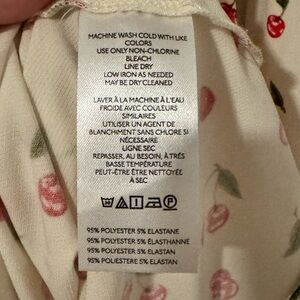 MACHINE WASH COLD WITH LIKE
COLORS
USE ONLY NON-CHLORINE
BLEACH
LINE DRY
LOW IRON AS NEEDED
MAY BE DRY CLEANED
LAVER À LA MACHINE À L'EAU
FROIDE AVEC COULEURS
SIMILAIRES
UTILISER UN AGENT DE
BLANCHIMENT SANS CHLORE SI
NÉCESSAIRE
LIGNE SEC
REPASSER, AU BESOIN, À TRÈS
BASSE TEMPÉRATURE
PEUT-ÊTRE ÊTRE NETTOYÉE
À SEC
95% POLYESTER 5% ELASTANE
95% POLYESTER 5% ÉLASTHANNE
95% POLYESTER 5% ELASTAN
95% POLIESTERE 5% ELASTAN